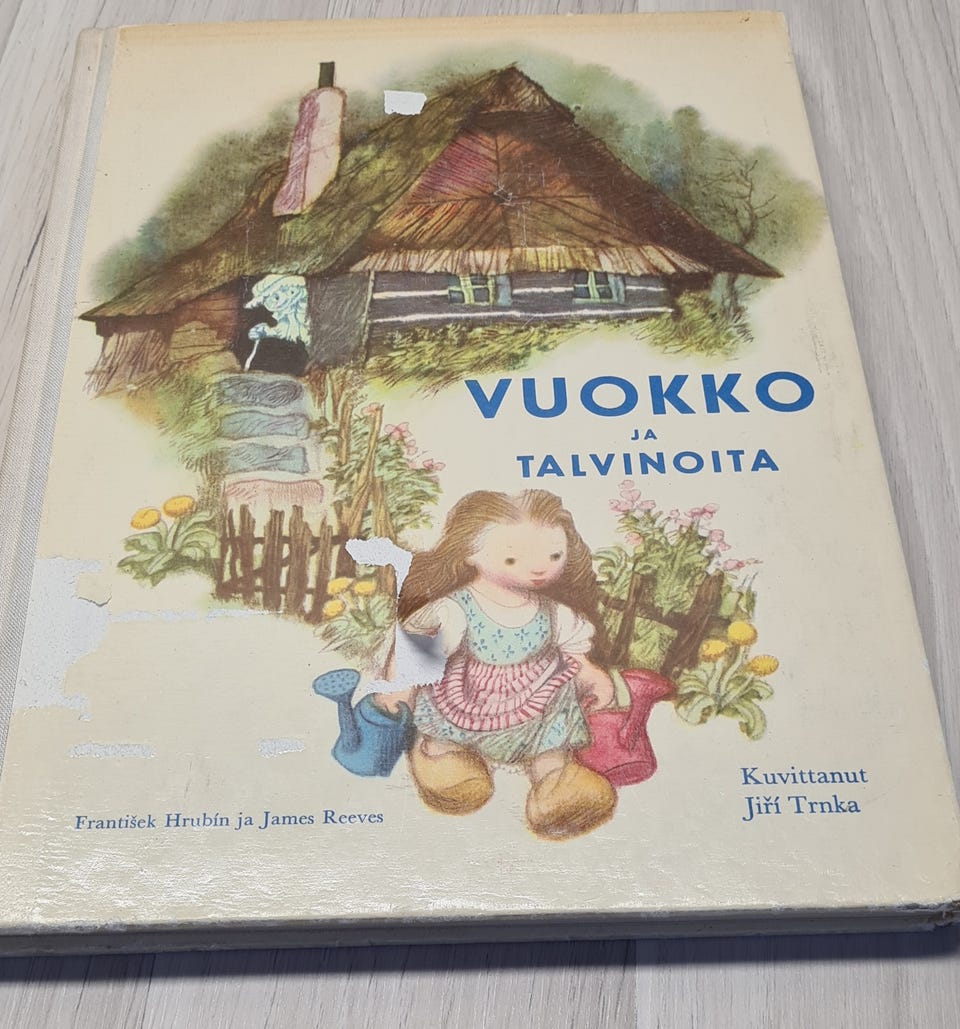 VUOKKO
JA
TALVINOITA
František Hrubín ja James Reeves
Kuvittanut
Jiří Trnka